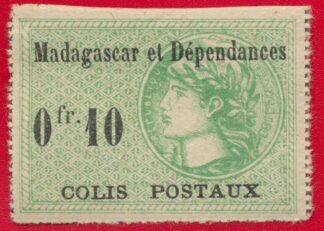 Madagascar et Dépendances
0 fr. 10
COLIS POSTAUX